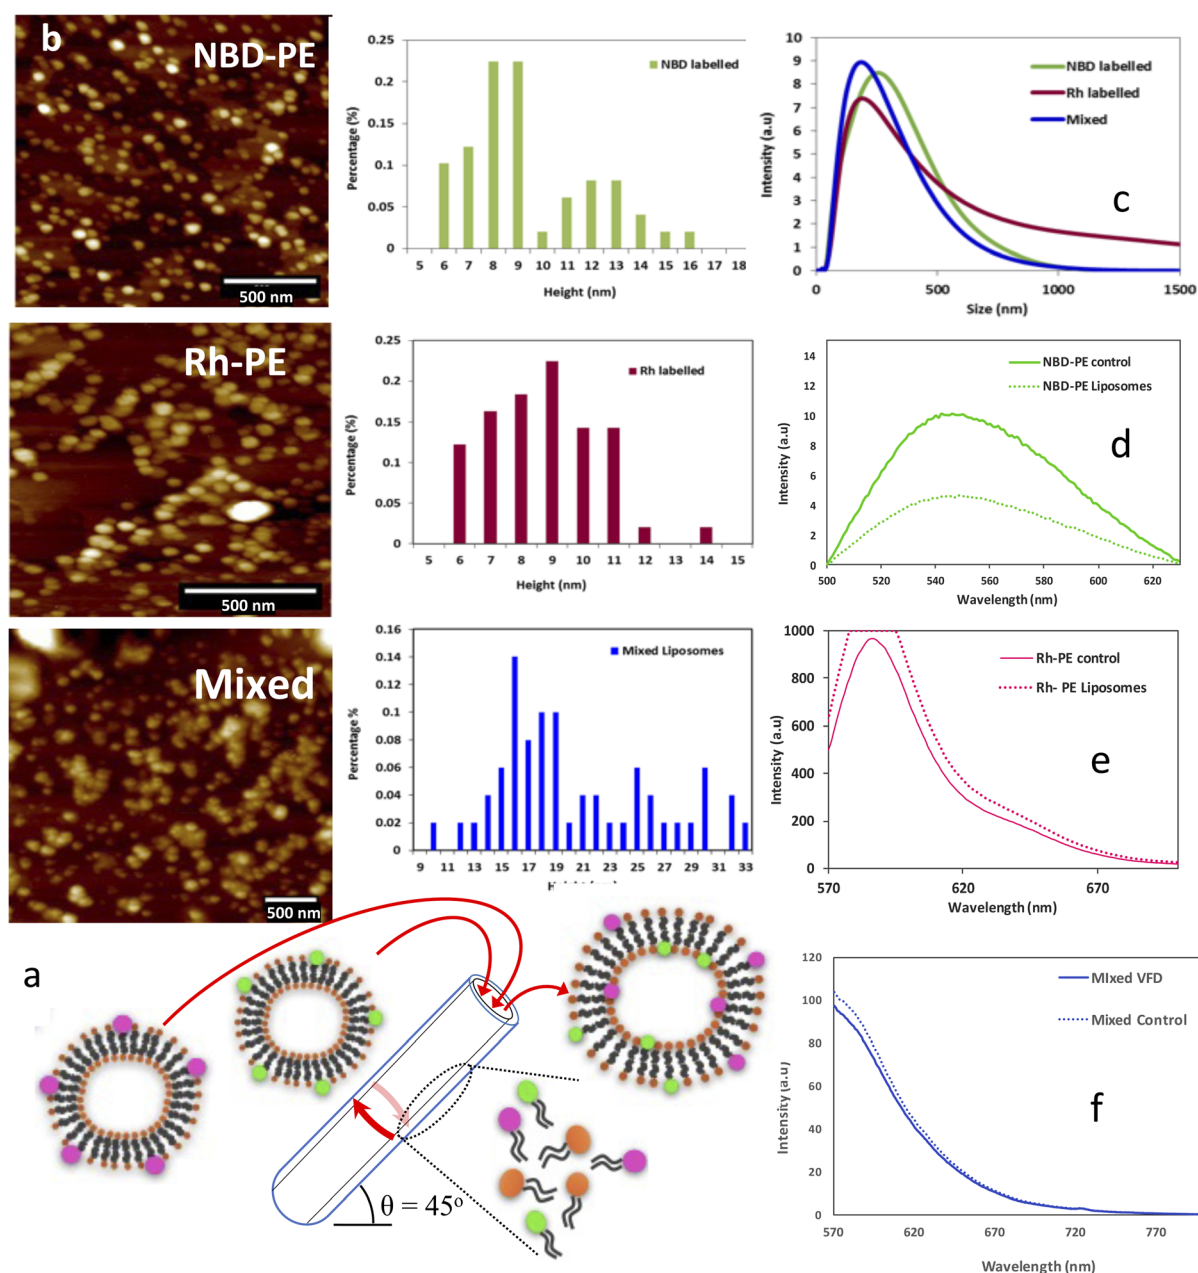 b
NBD-PE
500 nm
0.25
0.2
0.15
0.1
0.05
0
Percentage (%)
NBD labelled
5 6 7 8 9 10 11 12 13 14 15 16 17 18
Height (nm)
10
9
8
7
6
5
4
3
2
1
0
Intensity (a.u)
NBD labelled
Rh labelled
Mixed
c
0 500 1000 1500
Size (nm)
Rh-PE
500 nm
0.25
0.2
0.15
0.1
0.05
0
Percentage (%)
Rh labelled
5 6 7 8 9 10 11 12 13 14 15
Height (nm)
14
12
10
8
6
4
2
0
Intensity (a.u)
NBD-PE control
NBD-PE Liposomes
d
500 520 540 560 580 600 620
Wavelength (nm)
Mixed
500 nm
0.16
0.14
0.12
0.1
0.08
0.06
0.04
0.02
0
Percentage %
Mixed Liposomes
9 11 13 15 17 19 21 23 25 27 29 31 33
1000
800
600
400
200
0
Intensity (a.u)
Rh-PE control
Rh- PE Liposomes
e
570 620 670
Wavelength (nm)
a
θ = 45°
120
100
80
60
40
20
0
Intensity (a.u)
MIxed VFD
Mixed Control
f
570 620 670 720 770
Wavelength (nm)